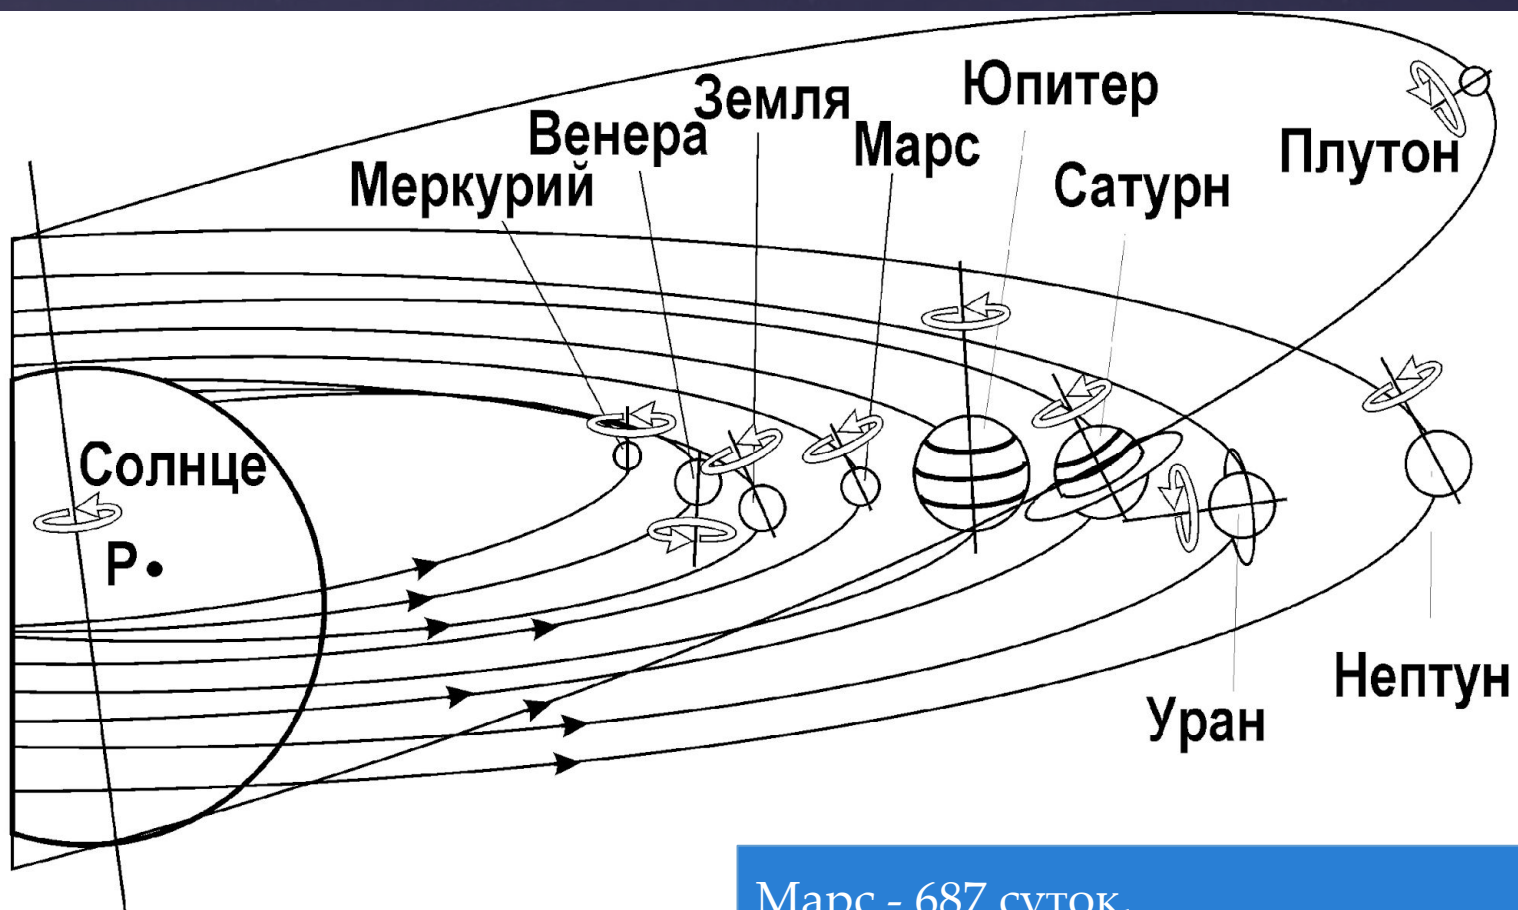 Юпитер
Земля
Венера
Марс
Плутон
Меркурий
Сатурн
Солнце
Р
Нептун
Уран
Марс - 687 суток.